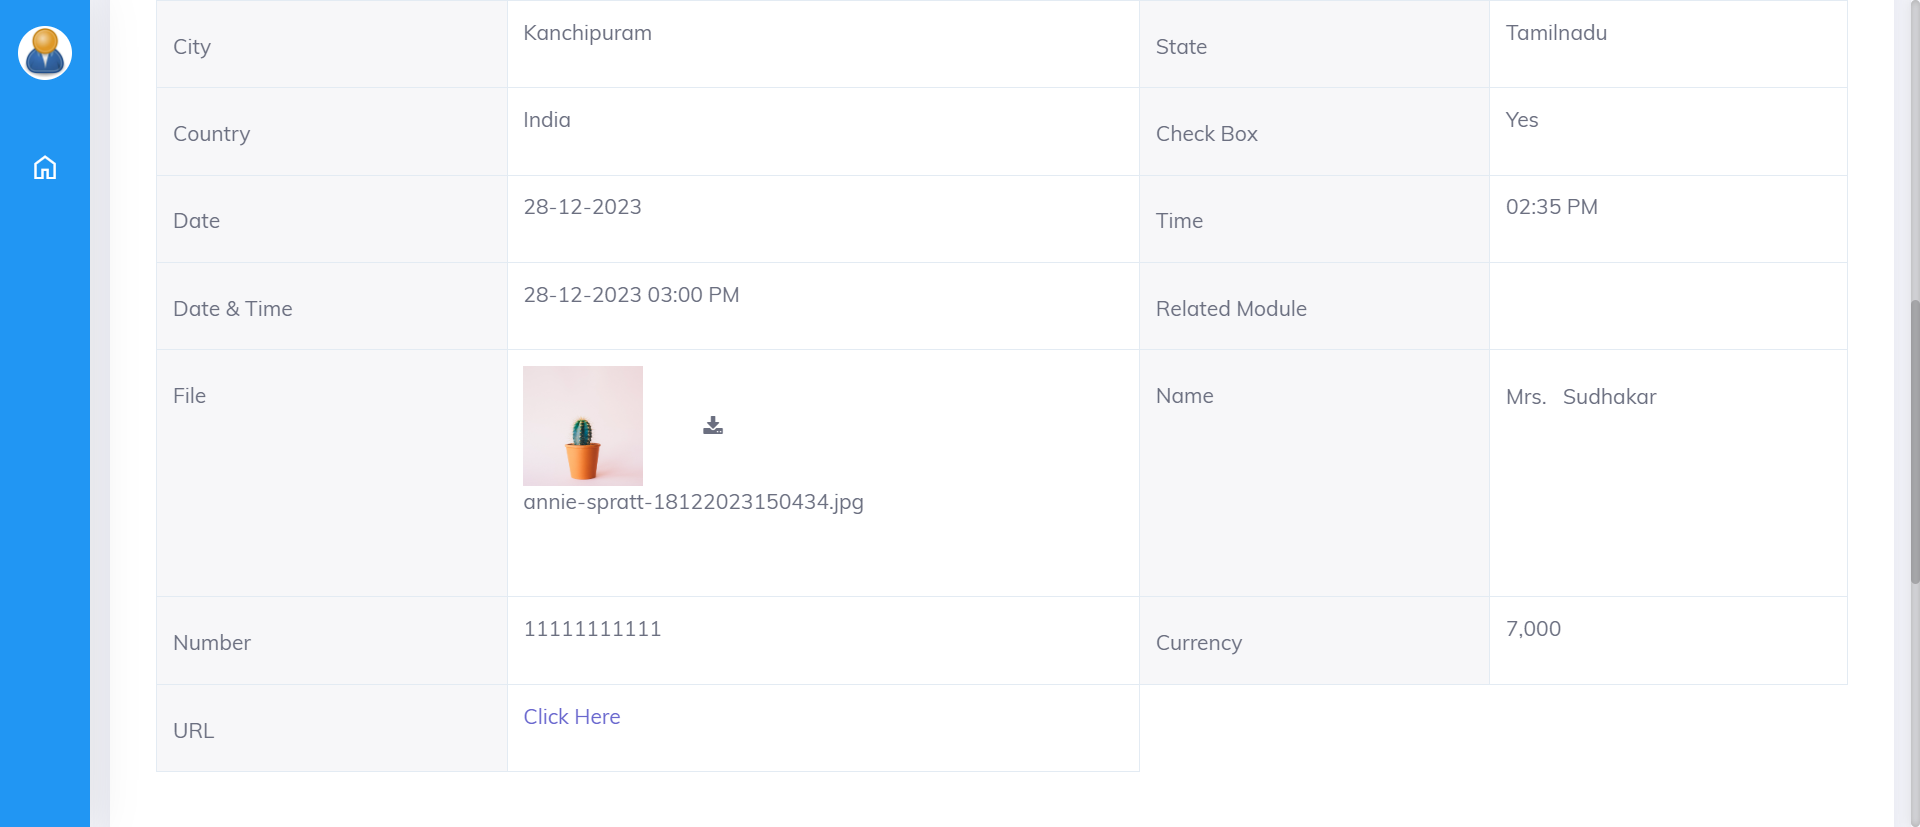 City
Kanchipuram
State
Tamilnadu
Country
India
Check Box
Yes
Date
28-12-2023
Time
02:35 PM
Date & Time
28-12-2023 03:00 PM
Related Module
File
annie-spratt-18122023150434.jpg
Name
Mrs. Sudhakar
Number
11111111111
Currency
7,000
URL
Click Here